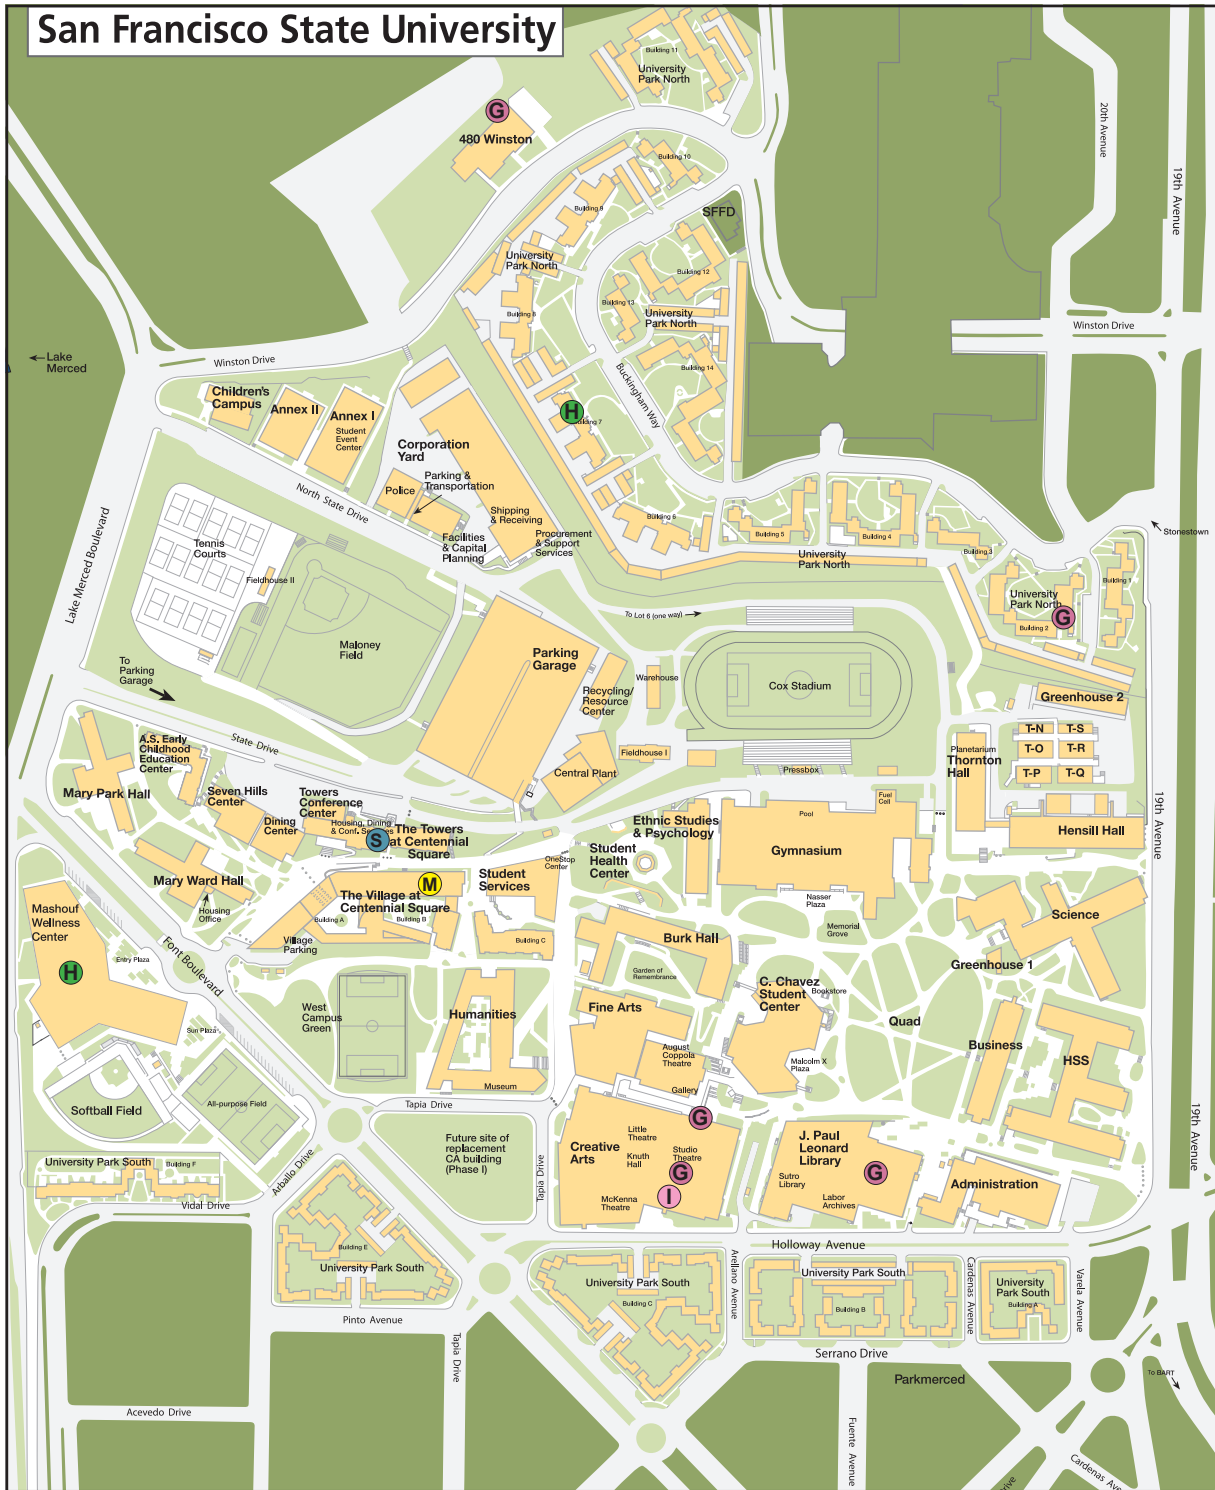 San Francisco State University
Building 11
University
Park North
G
480 Winston
Building 10
20th Avenue
19th Avenue
Building 9
SFFD
University
Park North
Building 12
Building 13
Building 8
University
Park North
Winston Drive
Lake
Merced
Winston Drive
Building 14
Buckingham Way
Children's
Campus
Annex II
Annex I
Student
Event
Center
H
Building 7
Corporation
Yard
Parking &
Transportation
Police
North State Drive
Shipping
& Receiving
Building 6
Building 5
Building 4
Building 3
Stonestown
Procurement
& Support
Services
Facilities
& Capital
Planning
University
Park North
Tennis
Courts
Lake Merced Boulevard
Fieldhouse II
Building 1
University
Park North
G
Building 2
To Lot 6 (one way)
Maloney
Field
Parking
Garage
To
Parking
Garage
Warehouse
Cox Stadium
Recycling/
Resource
Center
Greenhouse 2
T-N
T-S
T-O
T-R
T-P
T-Q
State Drive
A.S. Early
Childhood
Education
Center
Fieldhouse I
Planetarium
Thornton
Hall
Central Plant
Pressbox
Mary Park Hall
Seven Hills
Center
Towers
Conference
Center
Fuel
Cell
19th Avenue
Dining
Center
Housing, Dining
& Conf. Services
S
The Towers
at Centennial
Square
Ethnic Studies
& Psychology
Pool
Hensill Hall
Student
Health
Center
Gymnasium
OneStop
Center
Mary Ward Hall
M
Student
Services
The Village at
Centennial Square
Nasser
Plaza
Mashouf
Wellness
Center
Housing
Office
Building A
Building B
Science
Memorial
Grove
Village
Parking
Building C
Burk Hall
Font Boulevard
Entry Plaza
H
Greenhouse 1
Garden of
Remembrance
C. Chavez
Student
Center
Bookstore
West
Campus
Green
Humanities
Fine Arts
Quad
Sun Plaza
Business
HSS
August
Coppola
Theatre
Malcolm X
Plaza
Museum
Gallery
Softball Field
All-purpose Field
Tapia Drive
G
19th Avenue
Future site of
replacement
CA building
(Phase I)
Little
Theatre
Creative
Arts
Knuth
Hall
Studio
Theatre
J. Paul
Leonard
Library
University Park South
Building F
Arballo Drive
Tapia Drive
G
G
Sutro
Library
Administration
I
McKenna
Theatre
Labor
Archives
Vidal Drive
Holloway Avenue
Building E
University Park South
Arellano Avenue
University Park South
Cardenas Avenue
University
Park South
Varela Avenue
University Park South
Building C
Building B
Building A
Pinto Avenue
Tapia Drive
Serrano Drive
Parkmerced
To BART
Acevedo Drive
Fuente Avenue
Cardenas Ave
Drive